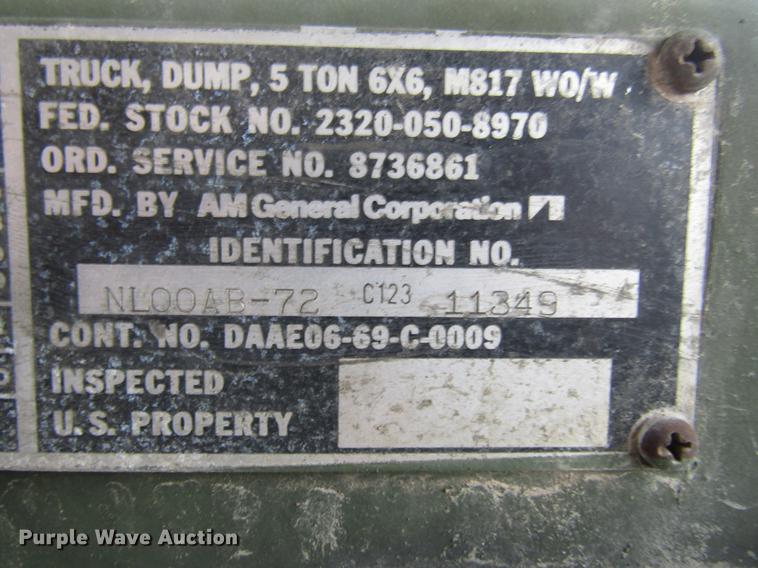 TRUCK, DUMP, 5 TON 6X6, M817 WO/W
FED. STOCK NO. 2320-050-8970
ORD. SERVICE NO. 8736861
MFD. BY AM General Corporation
IDENTIFICATION NO.
NL00AB-72 C123 11349
CONT. NO. DAAE06-69-C-0009
INSPECTED
U.S. PROPERTY
Purple Wave Auction